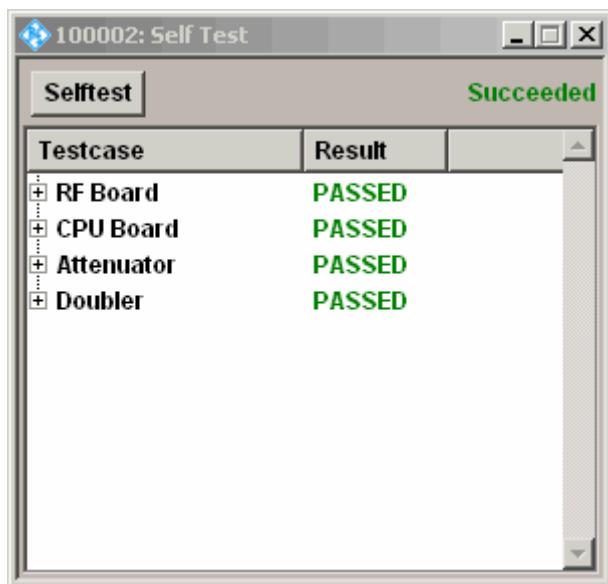 100002: Self Test
Selftest Succeeded
Testcase Result
RF Board PASSED
CPU Board PASSED
Attenuator PASSED
Doubler PASSED